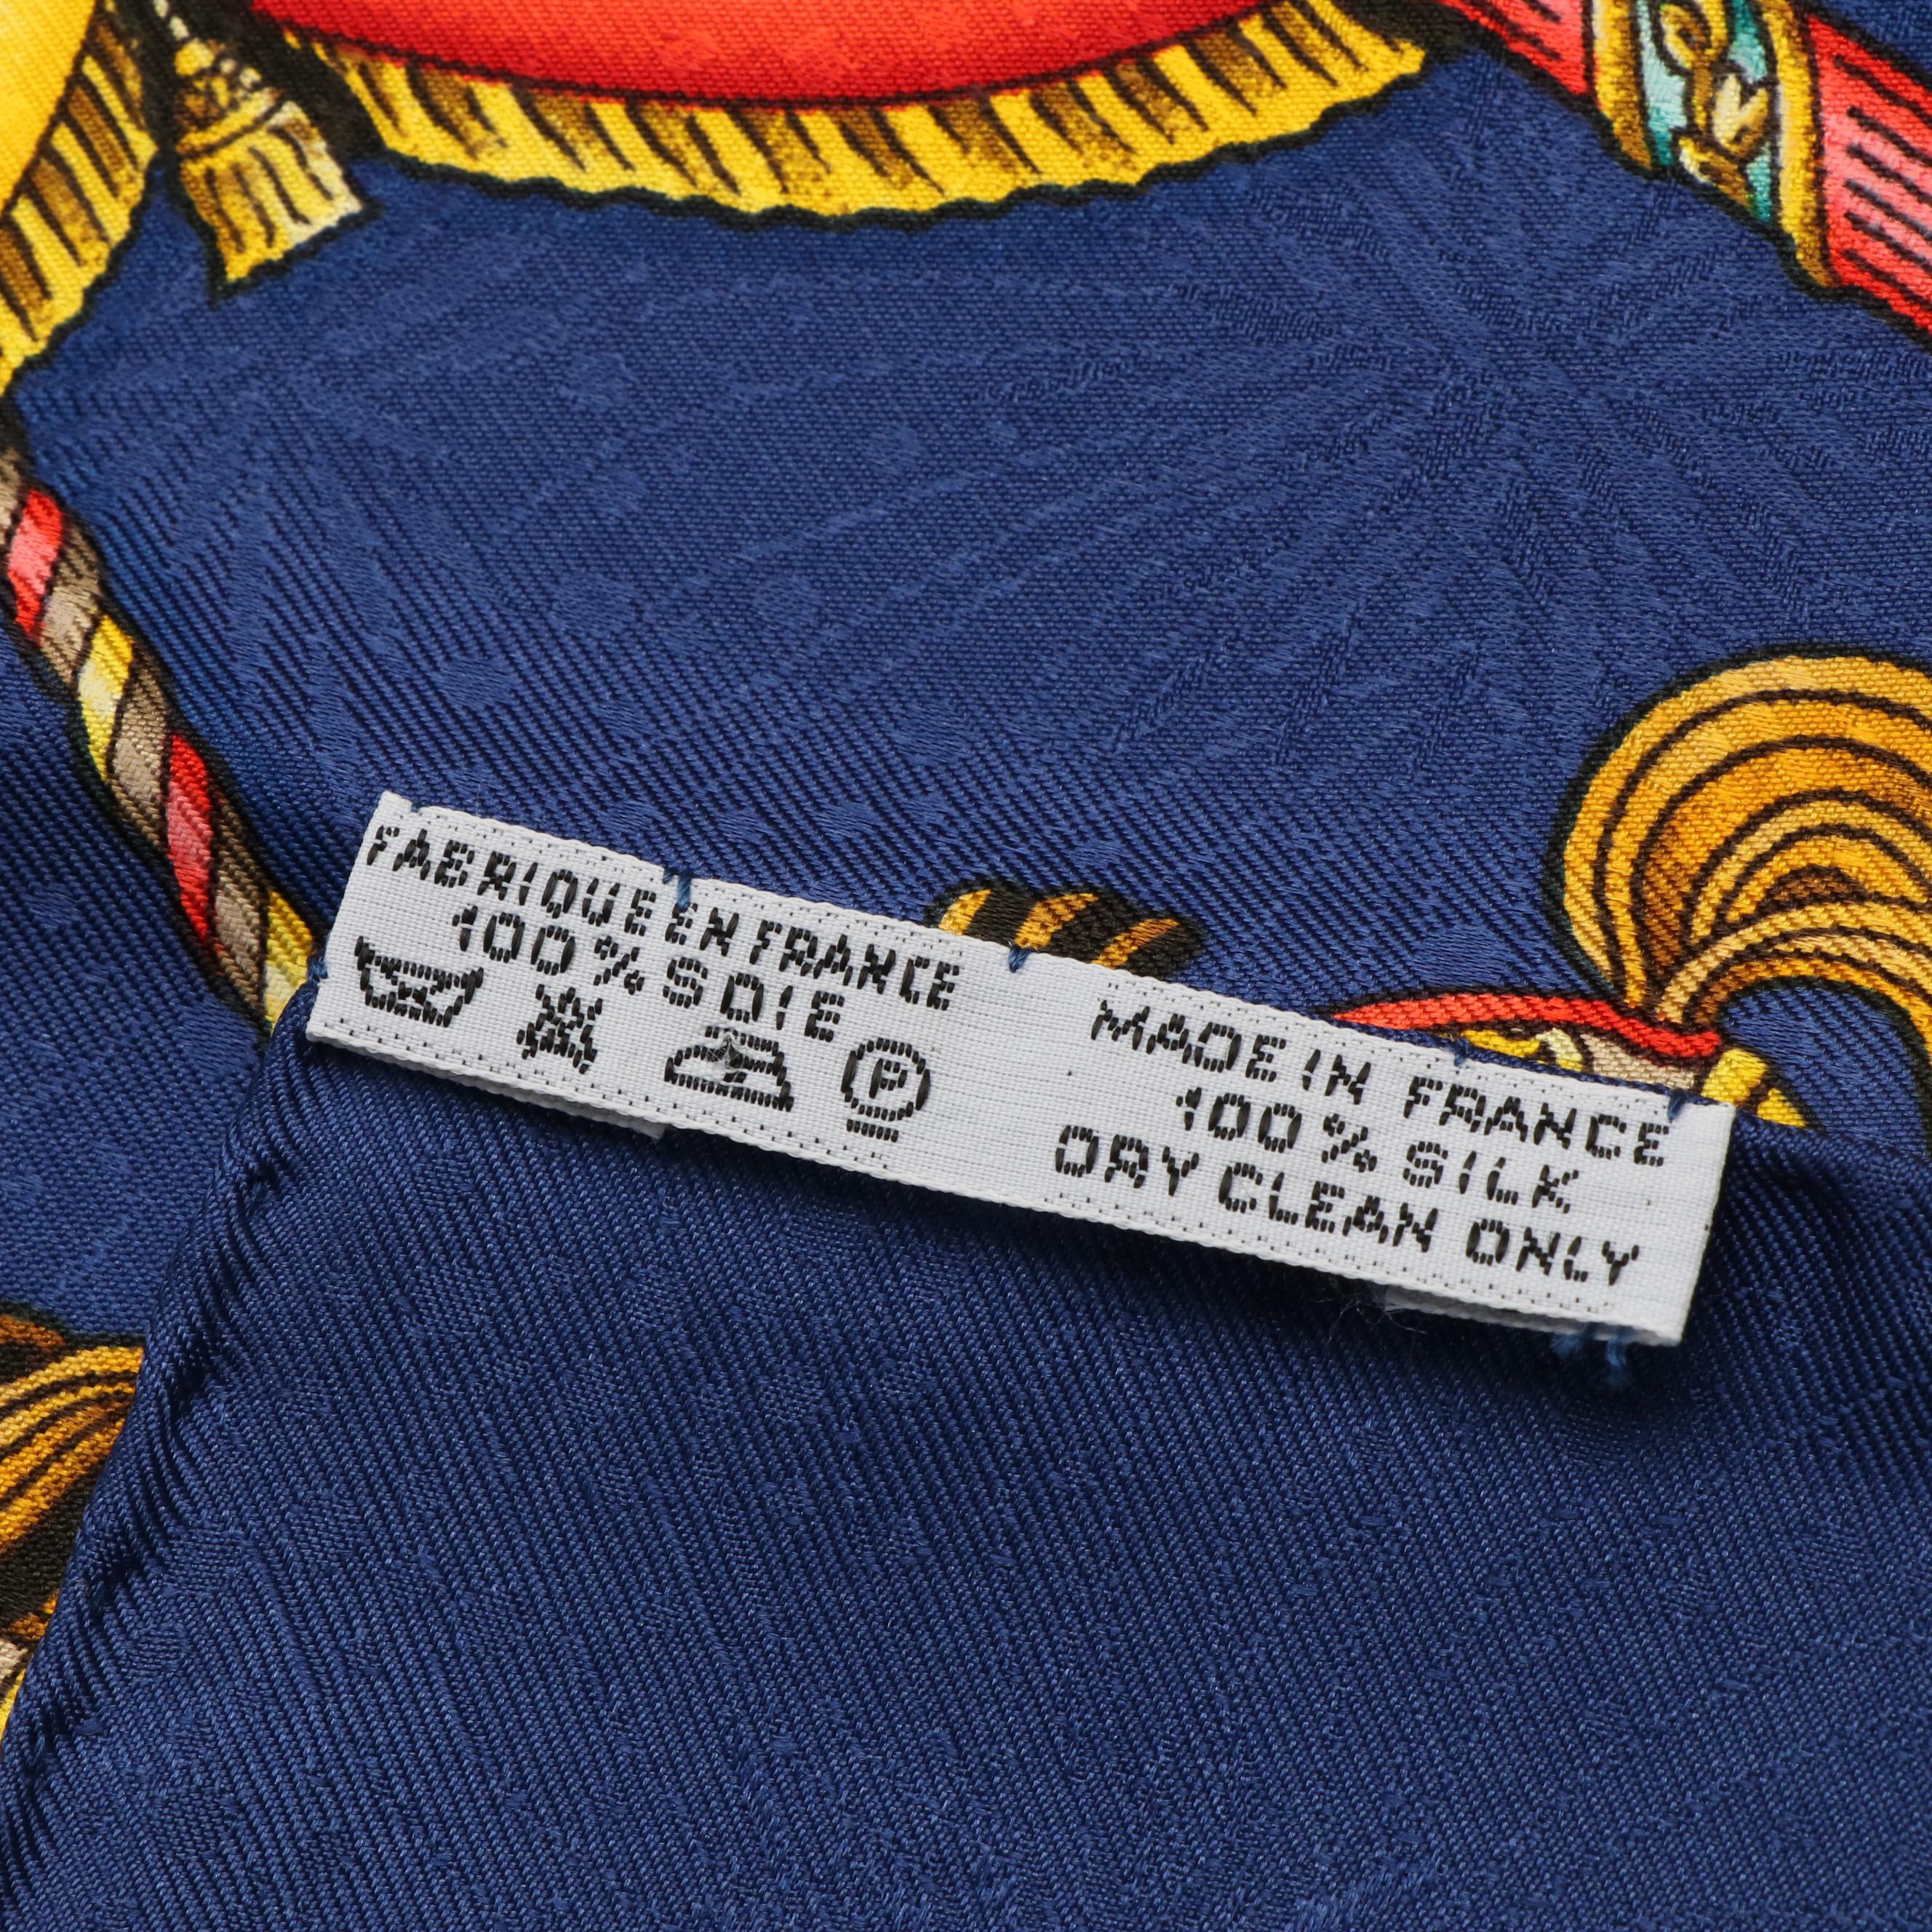 FABRIQUE EN FRANCE
100% SOIE
P
MADE IN FRANCE
100% SILK
DRY CLEAN ONLY